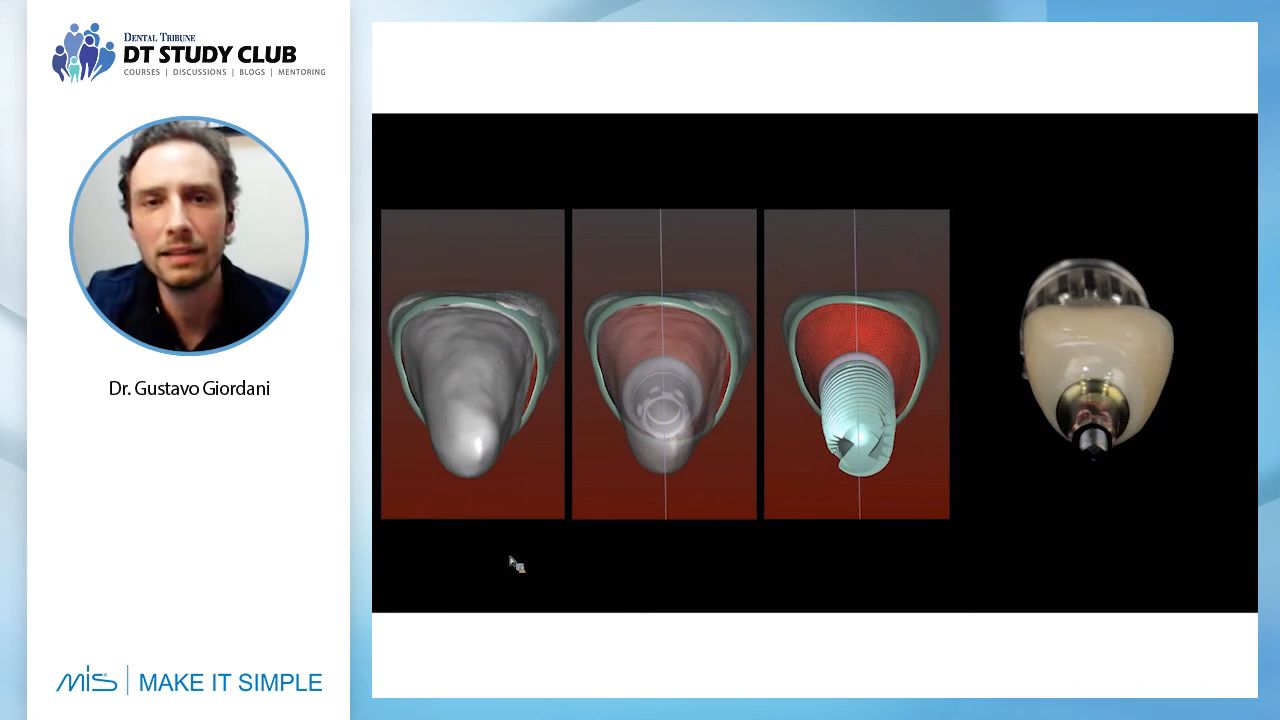 DENTAL TRIBUNE
DT STUDY CLUB
COURSES | DISCUSSIONS | BLOGS | MENTORING
Dr. Gustavo Giordani
mis | MAKE IT SIMPLE